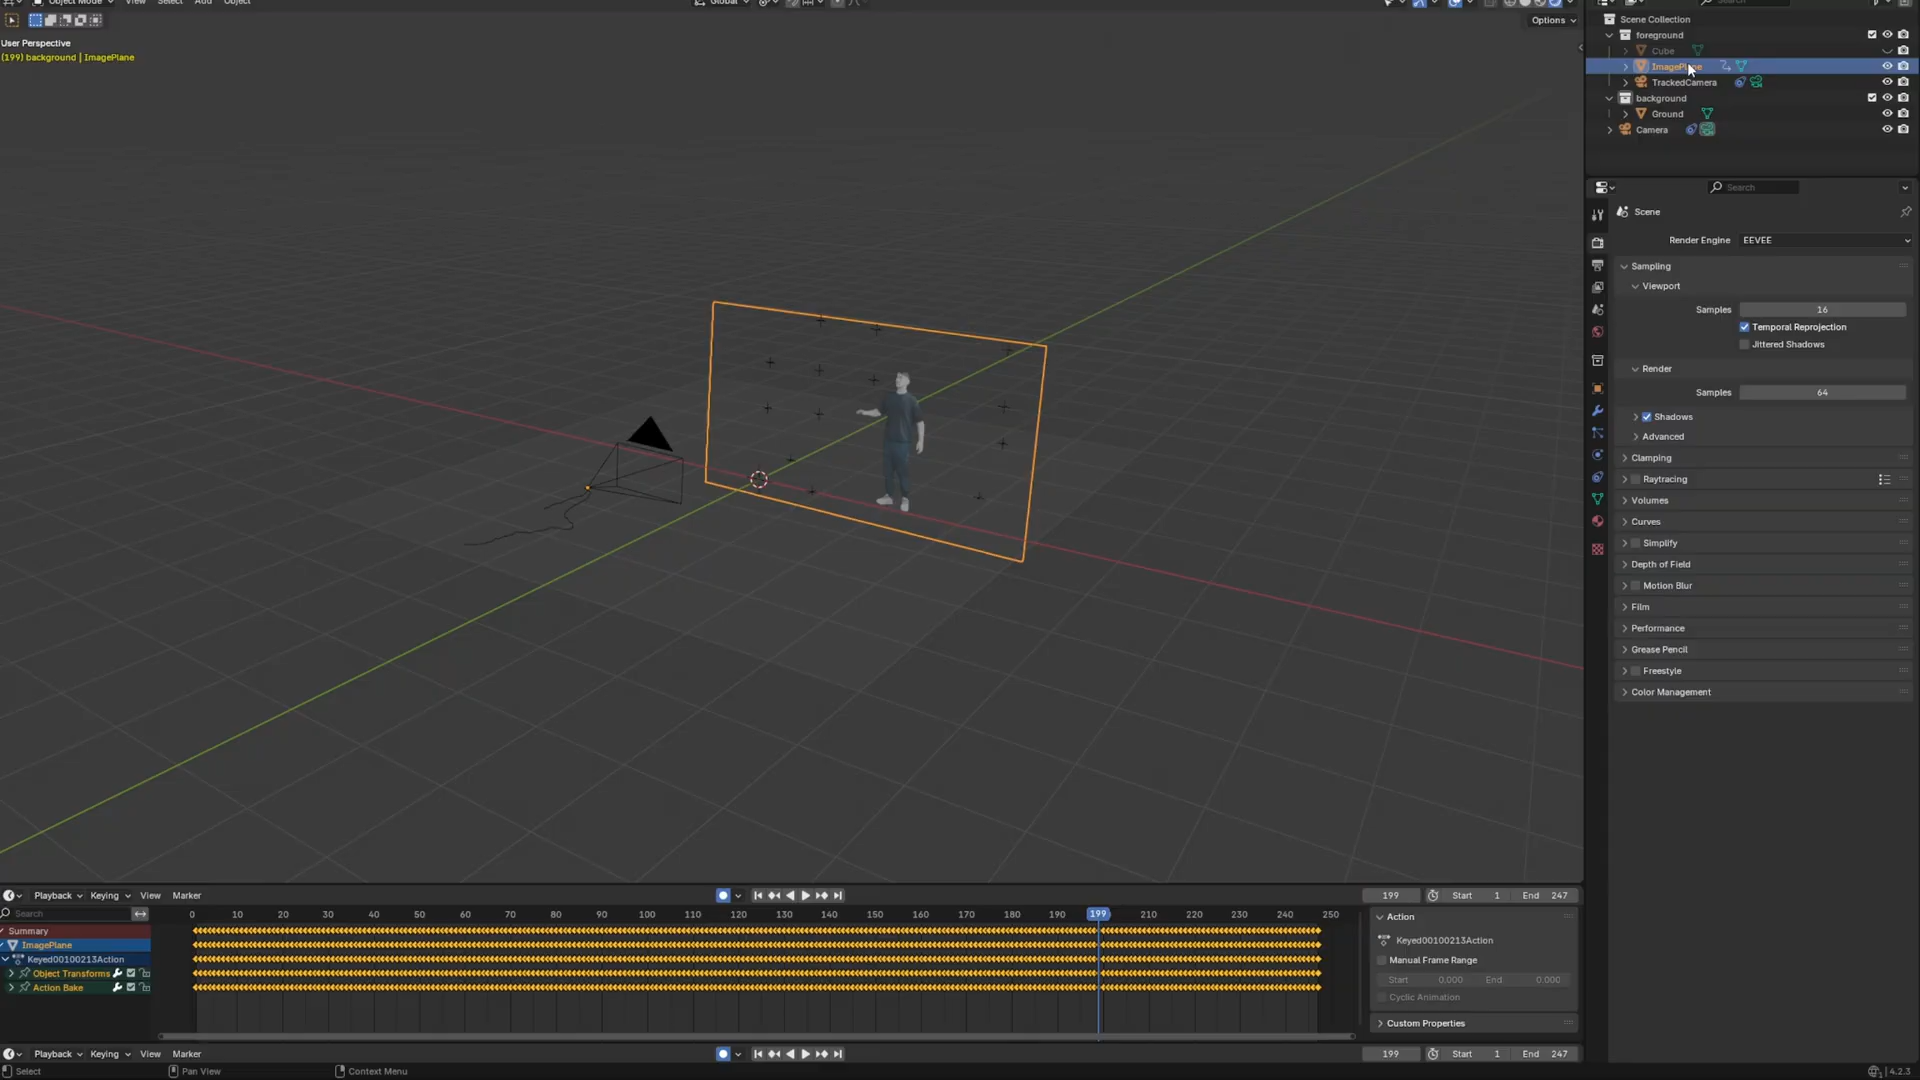 Object Mode View Select Add Object Global
Options
User Perspective
(199) background | ImagePlane
Search
Scene Collection
foreground
Cube
ImagePlane
TrackedCamera
background
Ground
Camera
Search
Scene
Render Engine EEVEE
Sampling
Viewport
Samples 16
Temporal Reprojection
Jittered Shadows
Render
Samples 64
Shadows
Advanced
Clamping
Raytracing
Volumes
Curves
Simplify
Depth of Field
Motion Blur
Film
Performance
Grease Pencil
Freestyle
Color Management
Playback Keying View Marker 199 Start 1 End 247
Search 0 10 20 30 40 50 60 70 80 90 100 110 120 130 140 150 160 170 180 190 199 210 220 230 240 250
Summary
ImagePlane
Keyed00100213Action
Object Transforms
Action Bake
Action
Keyed00100213Action
Manual Frame Range
Start 0.000 End 0.000
Cyclic Animation
Custom Properties
Playback Keying View Marker 199 Start 1 End 247
Select Pan View Context Menu 4.2.3